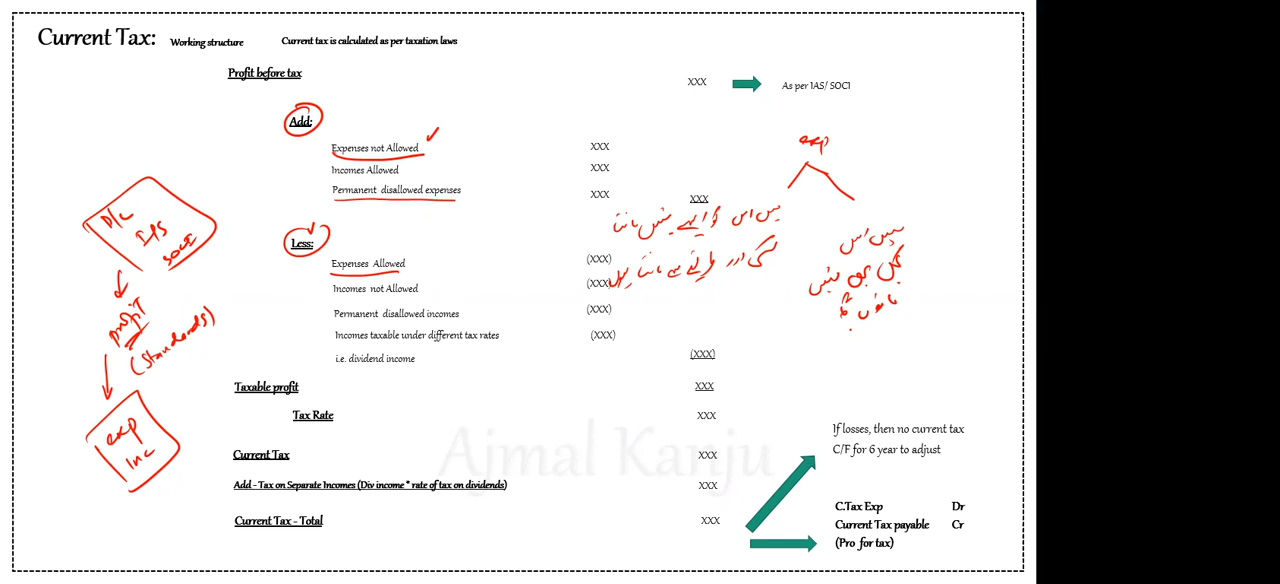 Current Tax: Working structure Current tax is calculated as per taxation laws
Profit before tax XXX As per IAS/ SOCI
Add:
Expenses not Allowed XXX
Incomes Allowed XXX
Permanent disallowed expenses XXX XXX
Less:
Expenses Allowed (XXX)
Incomes not Allowed (XXX)
Permanent disallowed incomes (XXX)
Incomes taxable under different tax rates (XXX)
i.e. dividend income (XXX)
Taxable profit XXX
Tax Rate XXX
Current Tax XXX
Add - Tax on Separate Incomes (Div income * rate of tax on dividends) XXX
Current Tax - Total XXX
If losses, then no current tax
C/F for 6 year to adjust
C.Tax Exp Dr
Current Tax payable Cr
(Pro for tax)
exp
میں اس
SOCI
profit
(Standards)
exp
Inc
Ajmal Kanju